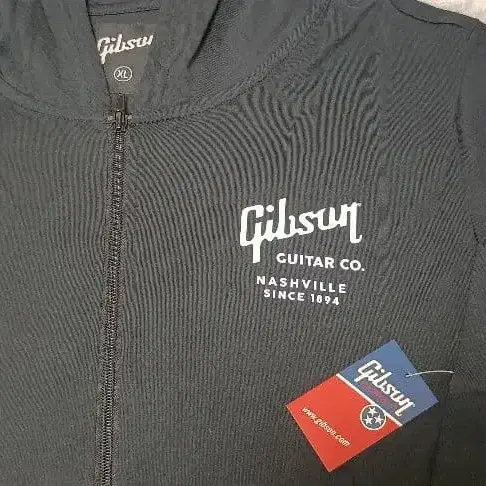 Gibson
XL
Gibson
GUITAR CO.
NASHVILLE
SINCE 1894
Gibson
www.gibson.com